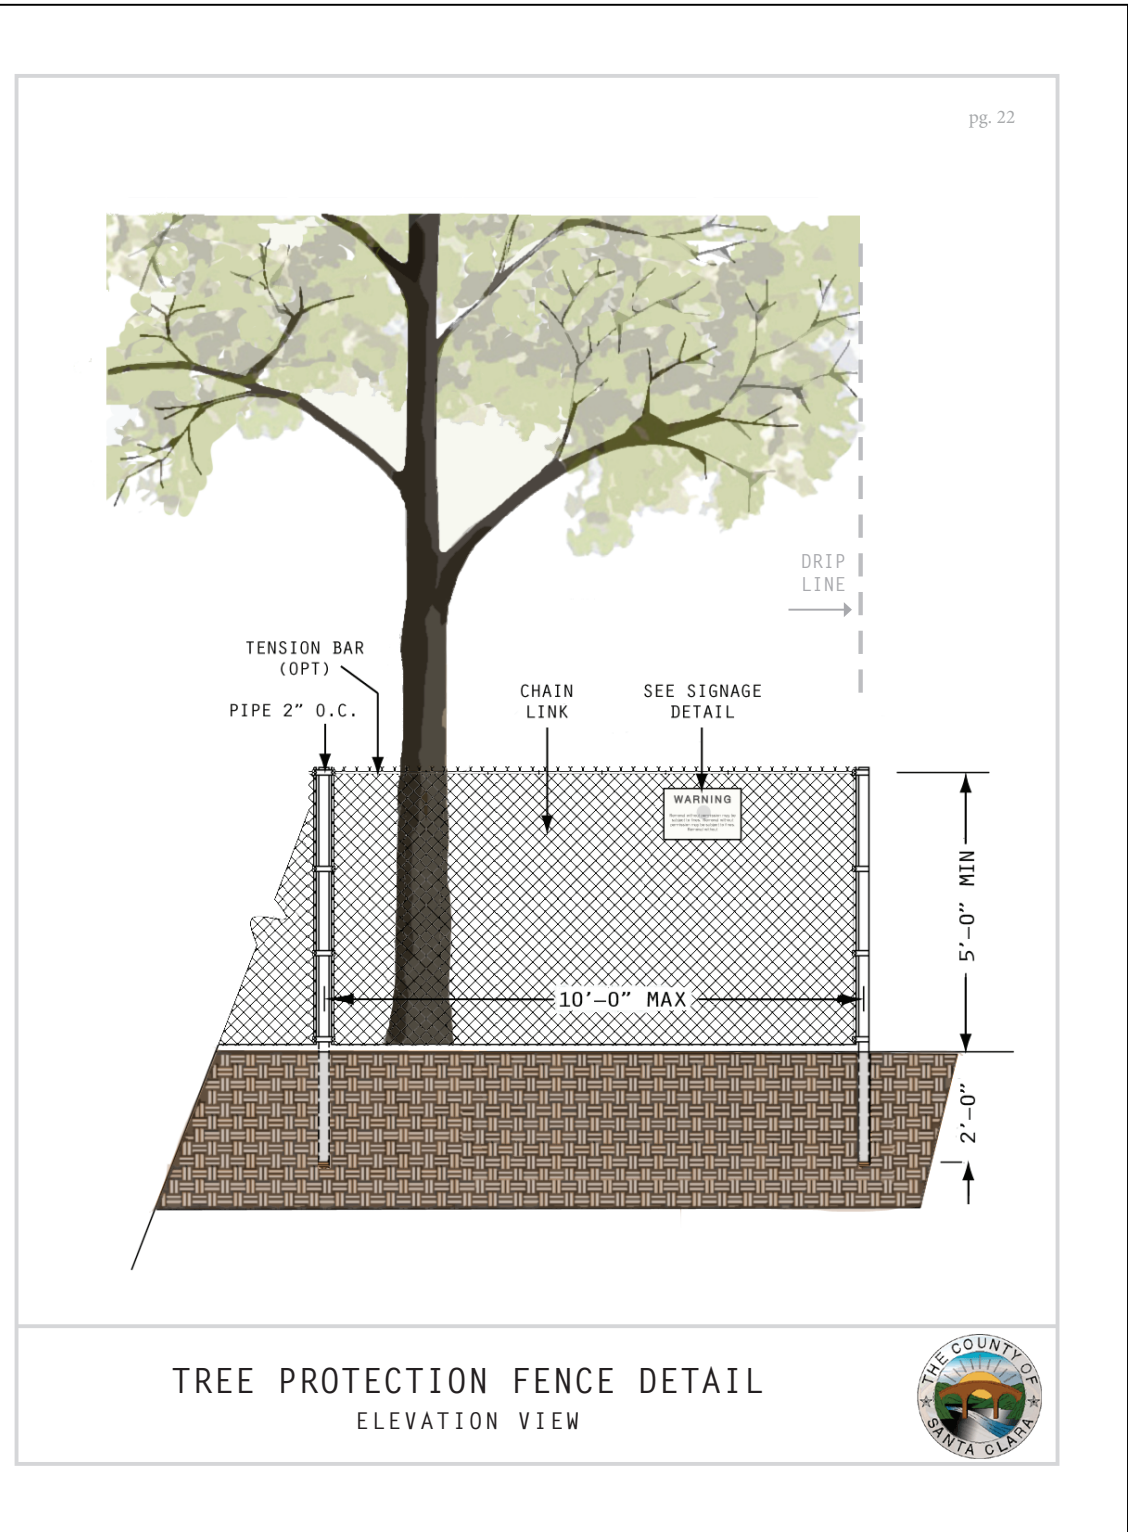 pg. 22
DRIP
LINE
TENSION BAR
(OPT)
PIPE 2” O.C.
CHAIN
LINK
SEE SIGNAGE
DETAIL
WARNING
5’–0” MIN
10’–0” MAX
2’–0”
TREE PROTECTION FENCE DETAIL
ELEVATION VIEW
THE COUNTY OF
SANTA CLARA